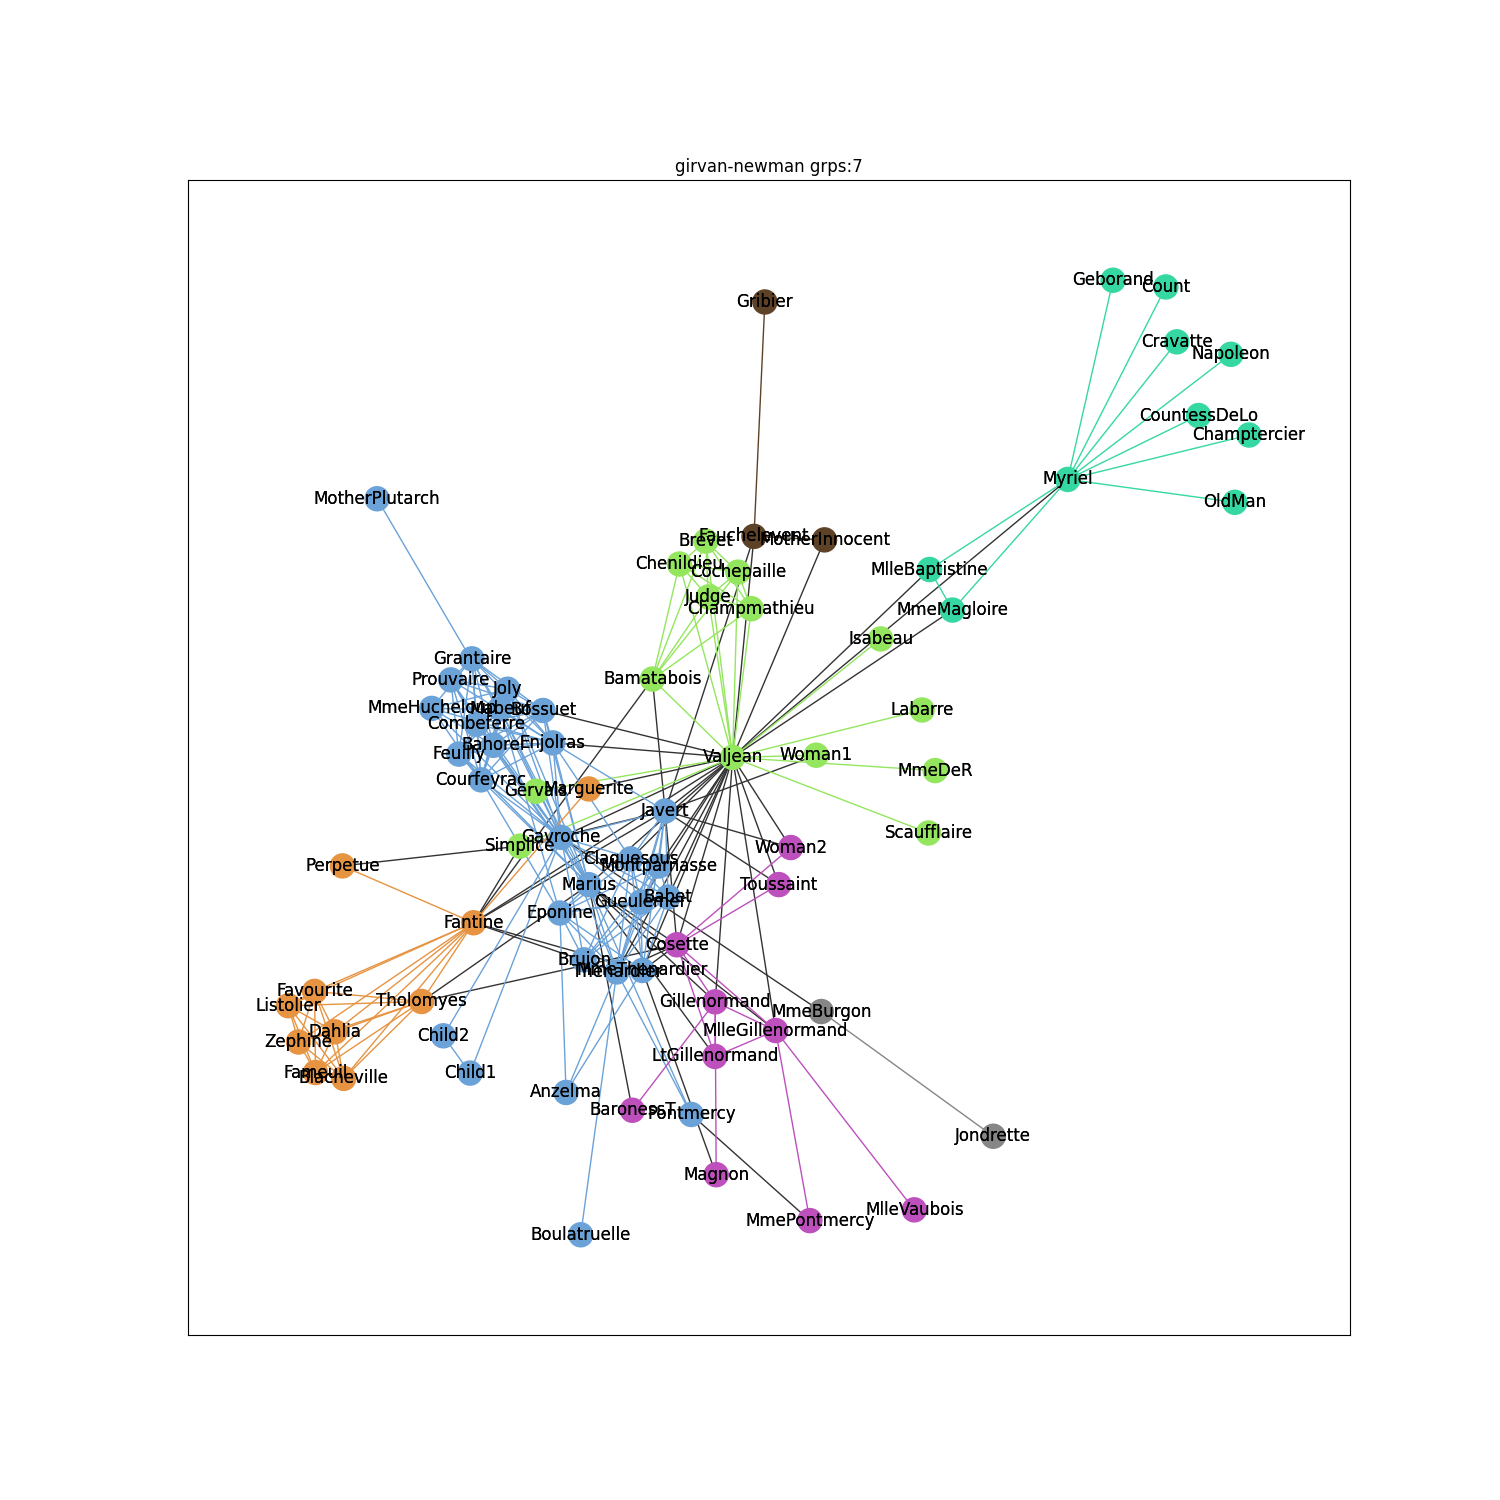 girvan-newman grps:7
Geborand
Count
Gribier
Cravatte
Napoleon
CountessDeLo
Champtercier
Myriel
MotherPlutarch
OldMan
Fauchelevent
Brevet
MotherInnocent
Chenildieu
Cochepaille
MlleBaptistine
Judge
Champmathieu
MmeMagloire
Isabeau
Grantaire
Prouvaire
Bamatabois
Joly
MmeHucheloup
Mabeuf
Bossuet
Labarre
Combeferre
Bahorel
Enjolras
Feuilly
Valjean
Woman1
MmeDeR
Courfeyrac
Gervais
Marguerite
Javert
Gavroche
Scaufflaire
Simplice
Woman2
Claquesous
Perpetue
Montparnasse
Marius
Toussaint
Babet
Gueulemer
Eponine
Fantine
Cosette
Brujon
MmeThenardier
Thenardier
Favourite
Listolier
Tholomyes
Gillenormand
MmeBurgon
Dahlia
Zephine
Child2
MlleGillenormand
LtGillenormand
Fameuil
Blacheville
Child1
Anzelma
BaronessT
Pontmercy
Jondrette
Magnon
MlleVaubois
MmePontmercy
Boulatruelle